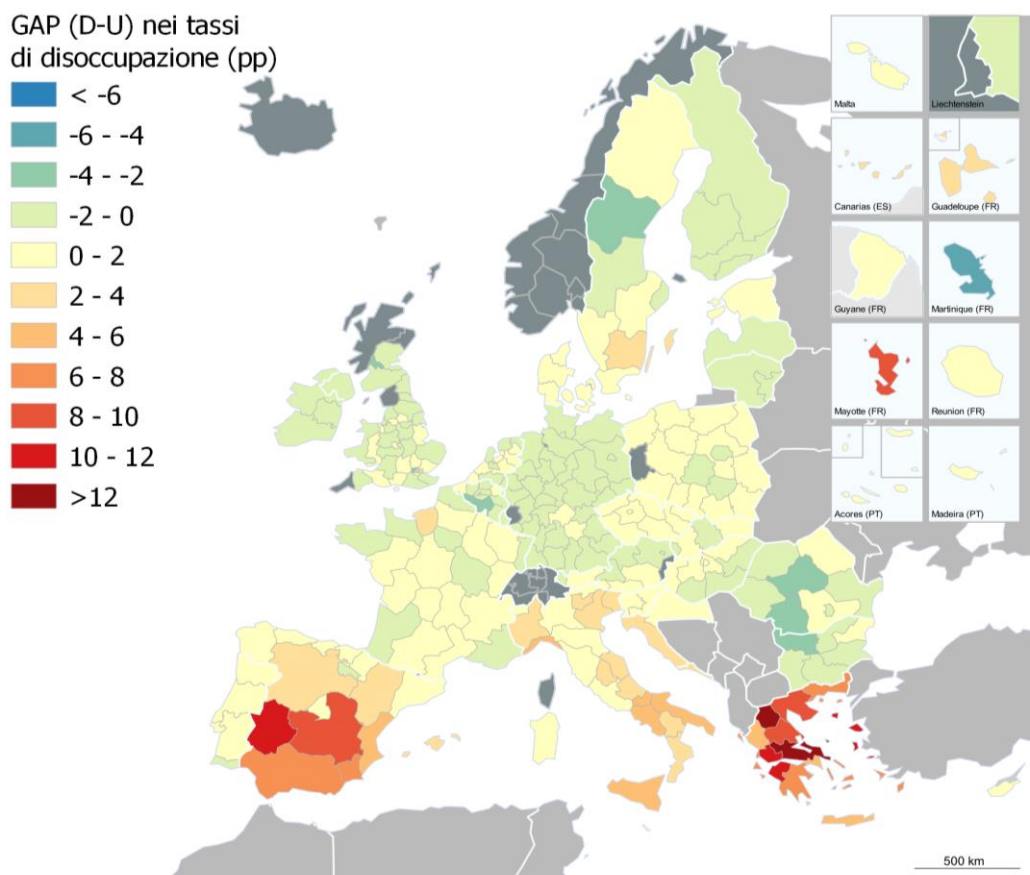 GAP (D-U) nei tassi
di disoccupazione (pp)
< -6
-6 - -4
-4 - -2
-2 - 0
0 - 2
2 - 4
4 - 6
6 - 8
8 - 10
10 - 12
>12
Malta
Liechtenstein
Canarias (ES)
Guadeloupe (FR)
Guyane (FR)
Martinique (FR)
Mayotte (FR)
Reunion (FR)
Acores (PT)
Madeira (PT)
500 km